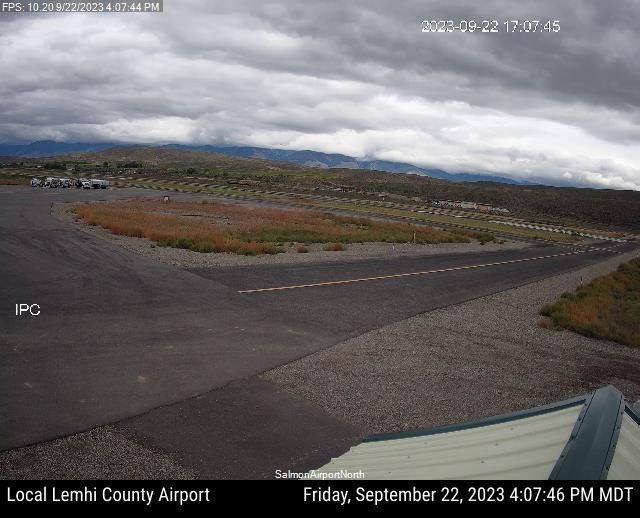 FPS: 10.20 9/22/2023 4:07:44 PM
2023-09-22 17:07:45
IPC
SalmonAirportNorth
Local Lemhi County Airport
Friday, September 22, 2023 4:07:46 PM MDT